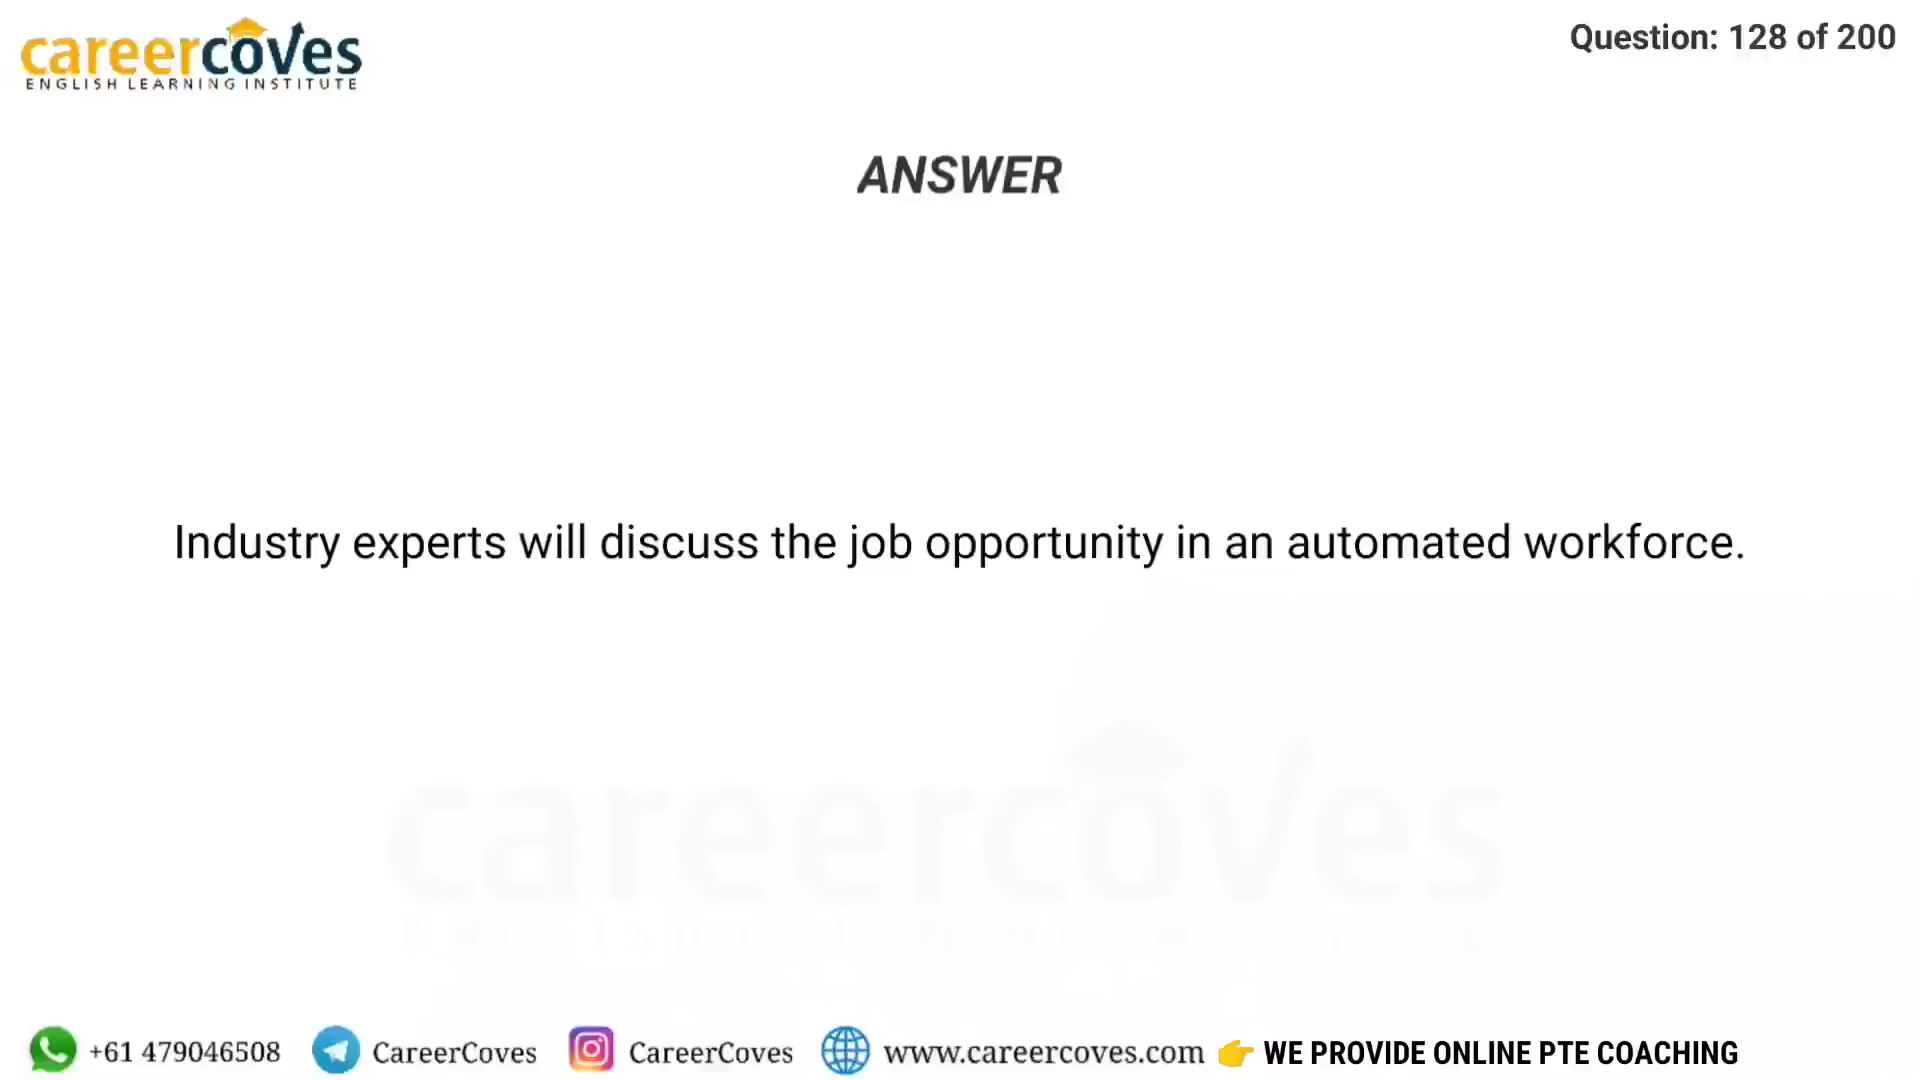 careercoves
ENGLISH LEARNING INSTITUTE
Question: 128 of 200
ANSWER
Industry experts will discuss the job opportunity in an automated workforce.
careercoves
+61 479046508 CareerCoves CareerCoves www.careercoves.com 👉 WE PROVIDE ONLINE PTE COACHING